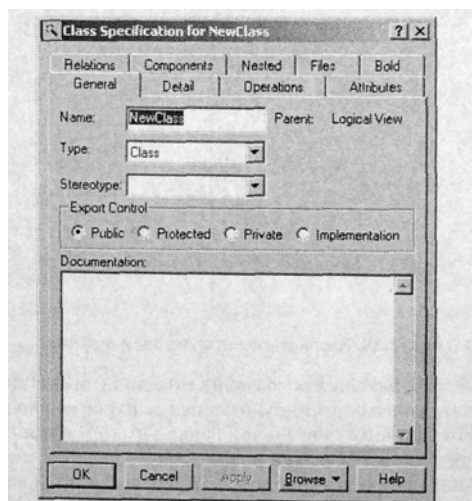 Class Specification for NewClass
Relations Components Nested Files Bold
General Detail Operations Attributes
Name: NewClass Parent: Logical View
Type: Class
Stereotype:
Export Control
Public Protected Private Implementation
Documentation:
OK Cancel Apply Browse Help